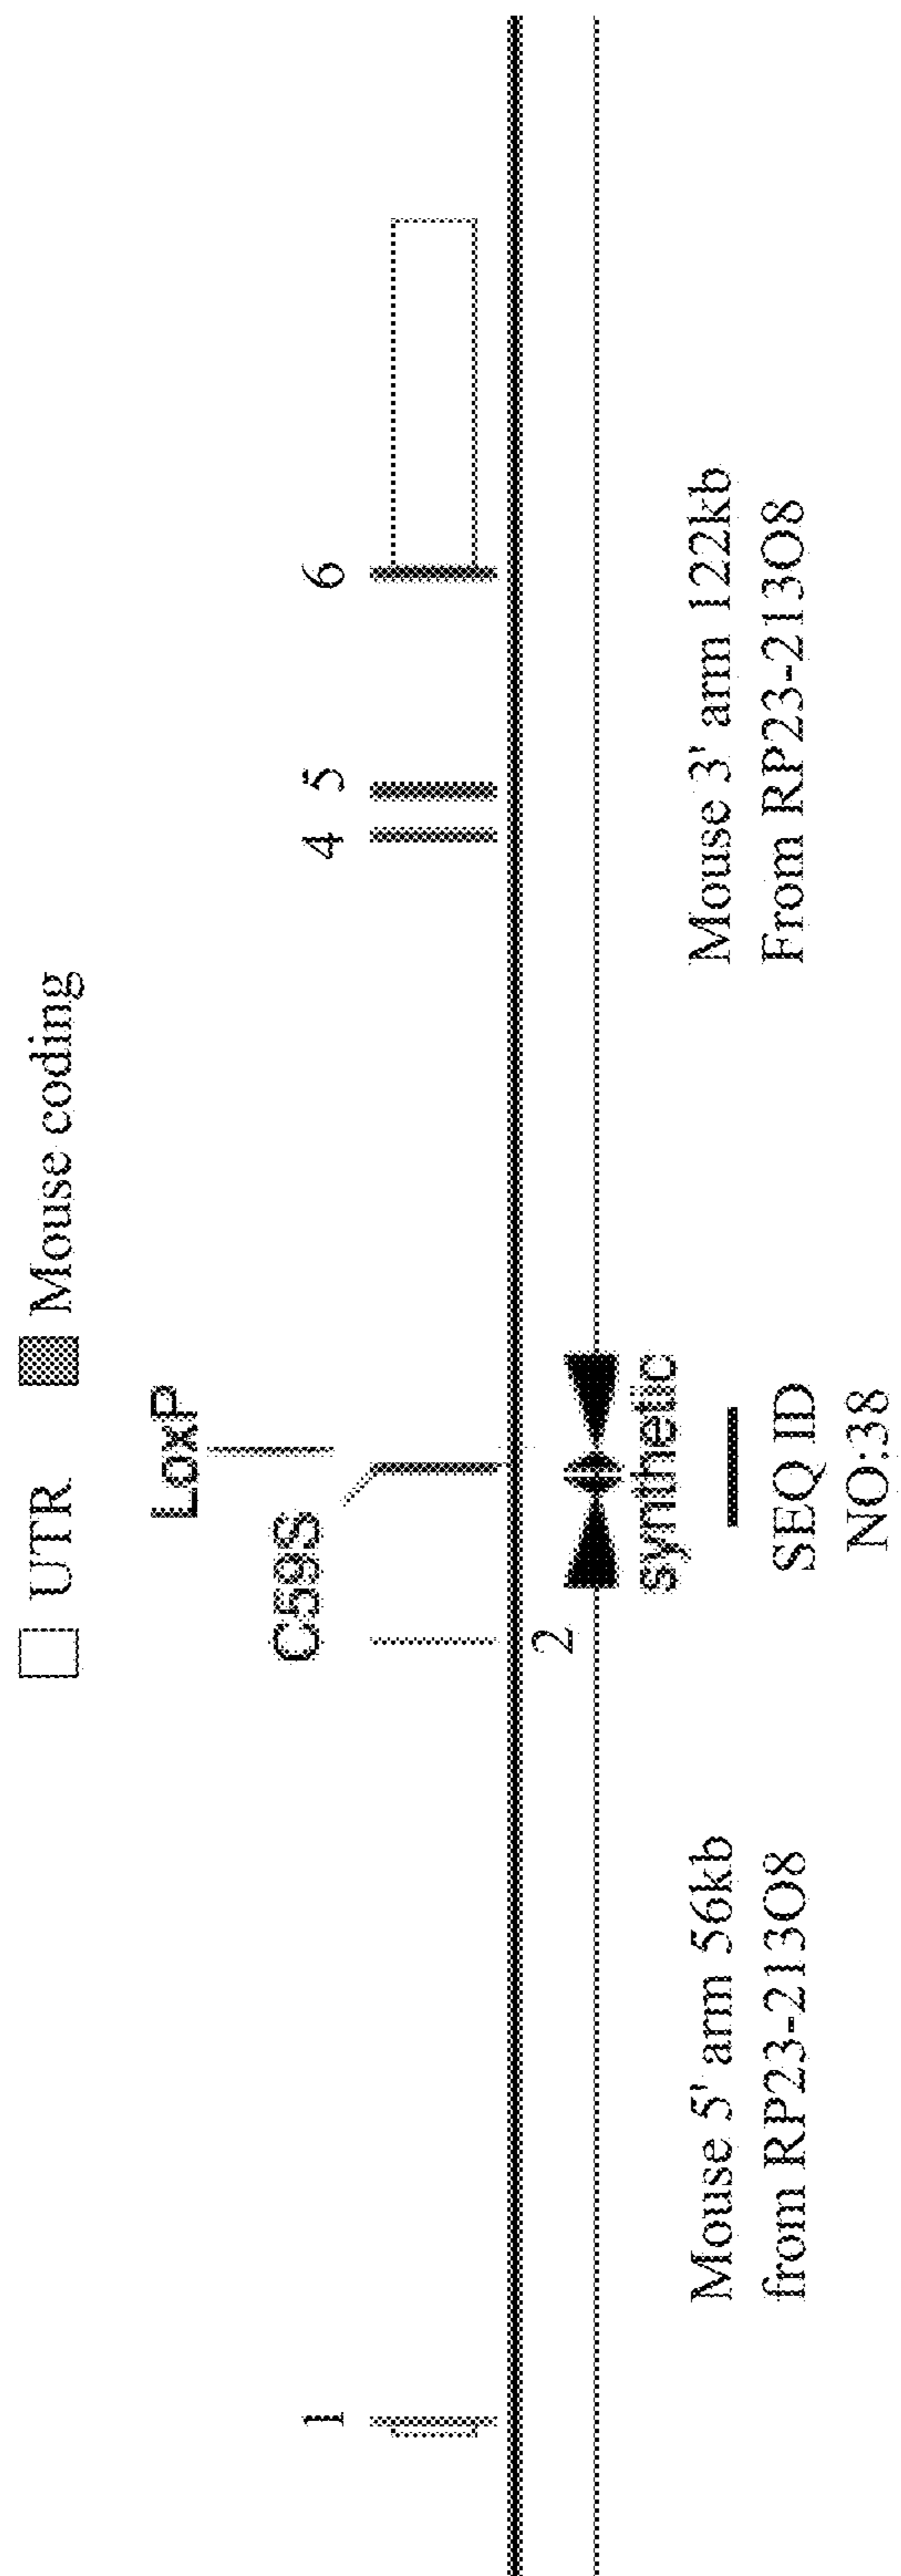 UTR Mouse coding
LoxP
C59S
1 4 5 6
2
synthetic
Mouse 5' arm 56kb
from RP23-213O8
SEQ ID
NO:38
Mouse 3' arm 122kb
From RP23-213O8